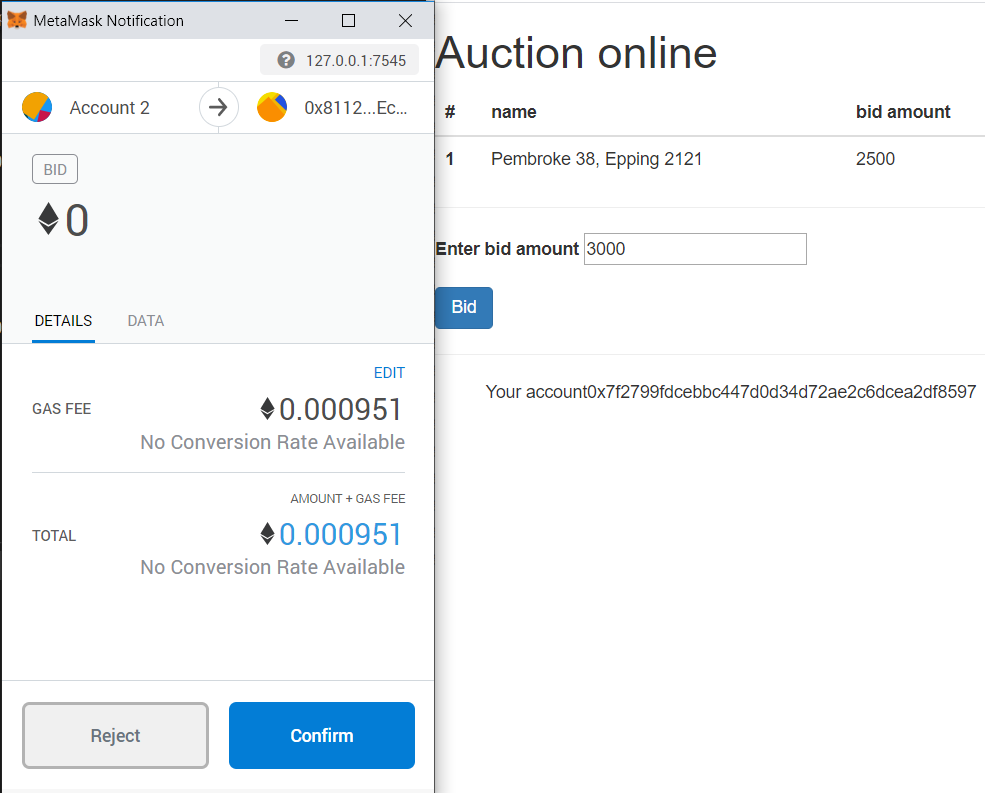 MetaMask Notification
127.0.0.1:7545
Account 2
0x8112...Ec...
BID
0
DETAILS DATA
EDIT
GAS FEE 0.000951
No Conversion Rate Available
AMOUNT + GAS FEE
TOTAL 0.000951
No Conversion Rate Available
Reject Confirm
Auction online
# name bid amount
1 Pembroke 38, Epping 2121 2500
Enter bid amount 3000
Bid
Your account0x7f2799fdcebbc447d0d34d72ae2c6dcea2df8597